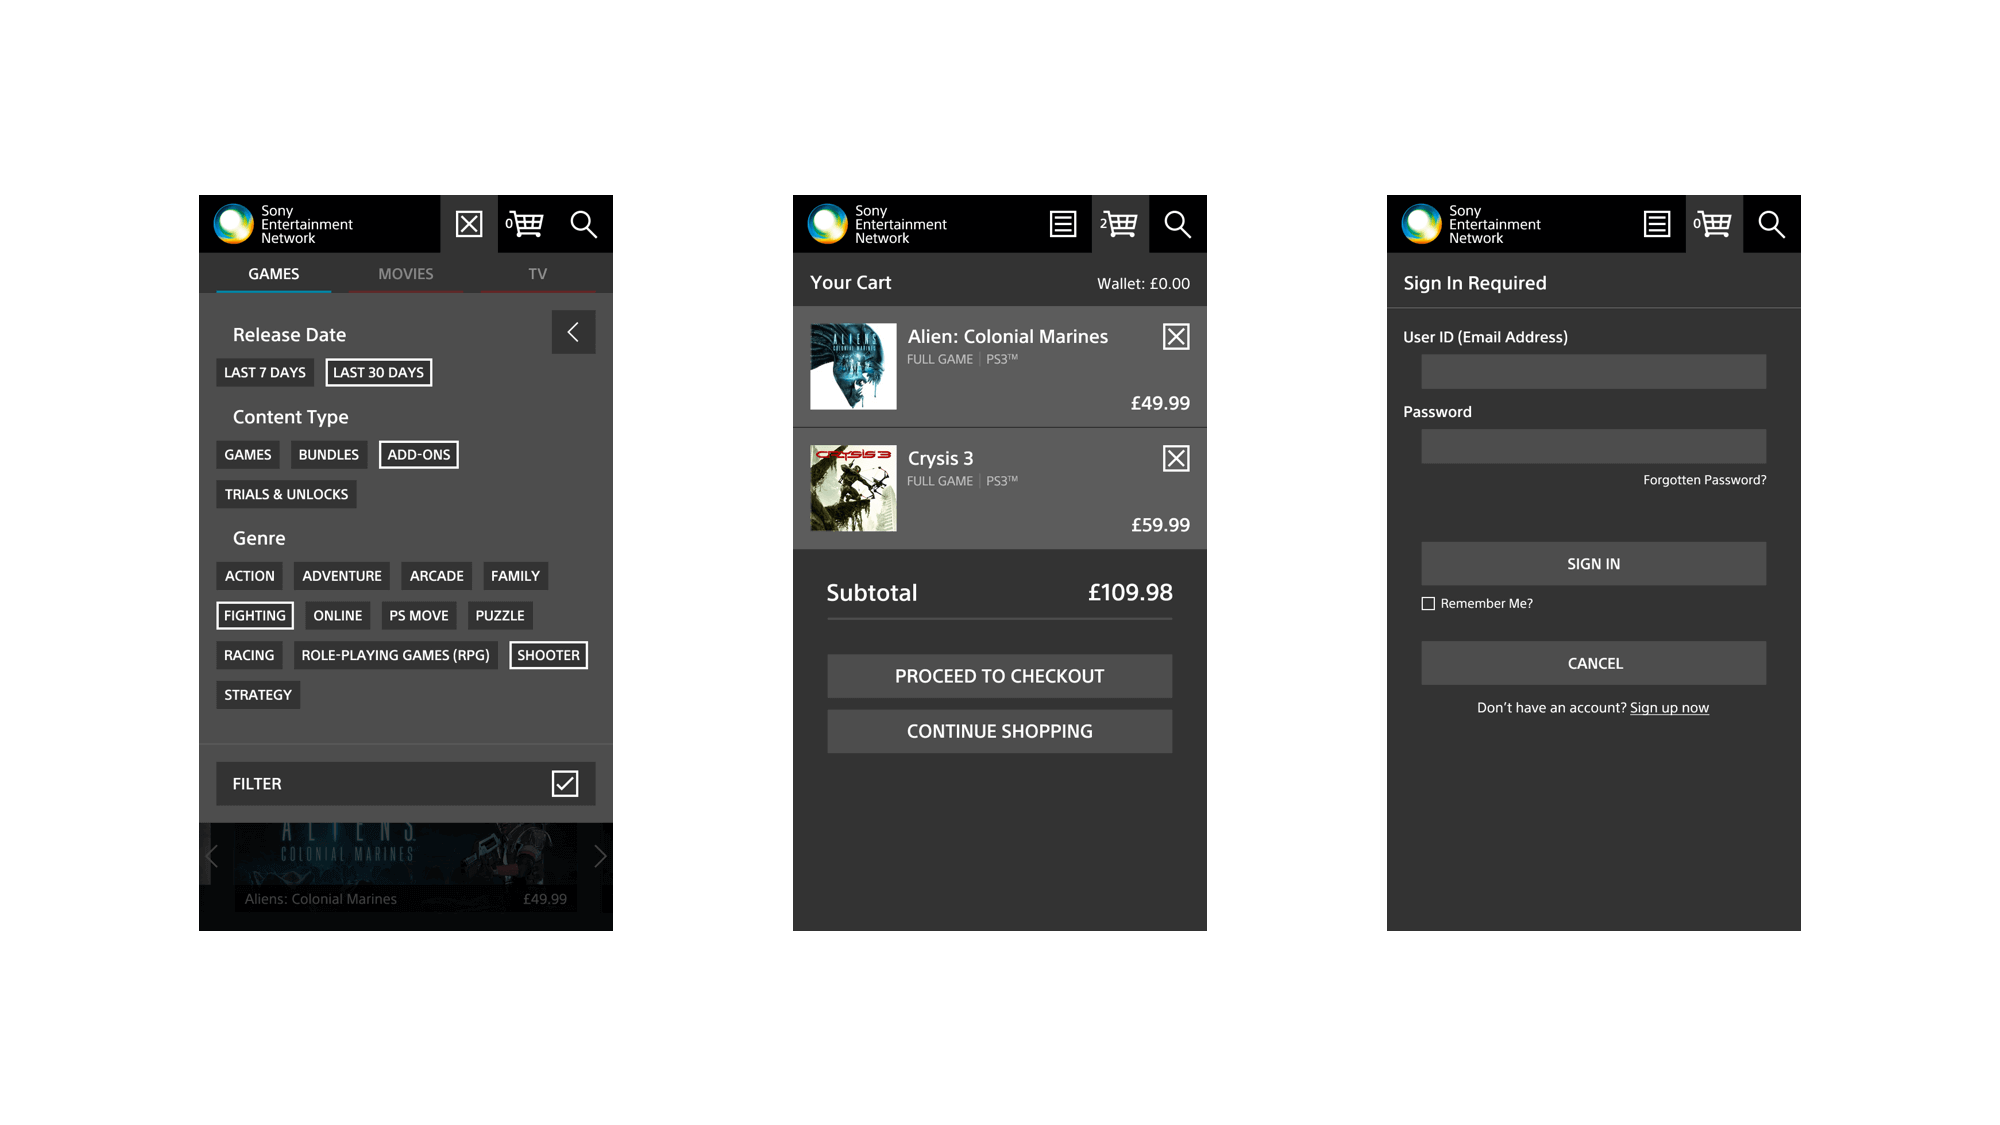 Sony
Entertainment
Network
0
GAMES MOVIES TV
Release Date
LAST 7 DAYS LAST 30 DAYS
Content Type
GAMES BUNDLES ADD-ONS
TRIALS & UNLOCKS
Genre
ACTION ADVENTURE ARCADE FAMILY
FIGHTING ONLINE PS MOVE PUZZLE
RACING ROLE-PLAYING GAMES (RPG) SHOOTER
STRATEGY
FILTER
ALIENS
COLONIAL MARINES
Aliens: Colonial Marines £49.99
Sony
Entertainment
Network
2
Your Cart Wallet: £0.00
ALIENS
COLONIAL MARINES
Alien: Colonial Marines
FULL GAME | PS3™
£49.99
CRYSIS 3
Crysis 3
FULL GAME | PS3™
£59.99
Subtotal £109.98
PROCEED TO CHECKOUT
CONTINUE SHOPPING
Sony
Entertainment
Network
0
Sign In Required
User ID (Email Address)
Password
Forgotten Password?
SIGN IN
Remember Me?
CANCEL
Don't have an account? Sign up now